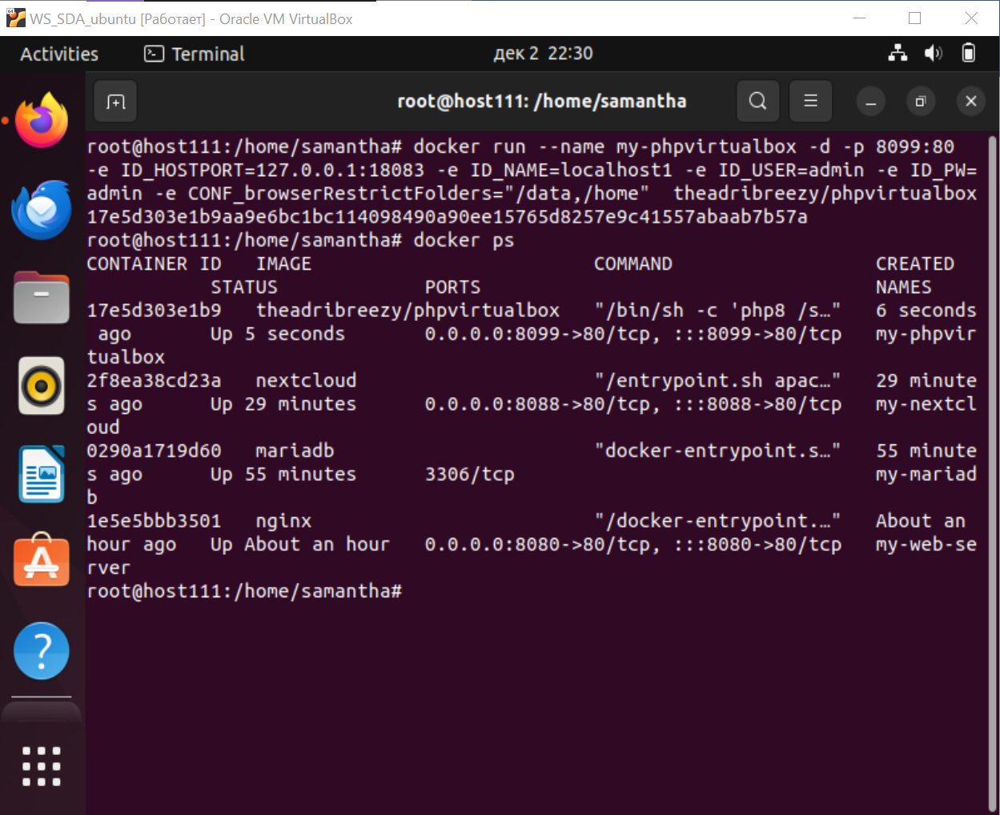 WS_SDA_ubuntu [Работает] - Oracle VM VirtualBox
Activities Terminal дек 2 22:30
root@host111: /home/samantha
root@host111:/home/samantha# docker run --name my-phpvirtualbox -d -p 8099:80
-e ID_HOSTPORT=127.0.0.1:18083 -e ID_NAME=localhost1 -e ID_USER=admin -e ID_PW=
admin -e CONF_browserRestrictFolders="/data,/home"  theadribreezy/phpvirtualbox
17e5d303e1b9aa9e6bc1bc114098490a90ee15765d8257e9c41557abaab7b57a
root@host111:/home/samantha# docker ps
CONTAINER ID   IMAGE                         COMMAND                  CREATED
           STATUS             PORTS                                   NAMES
17e5d303e1b9   theadribreezy/phpvirtualbox   "/bin/sh -c 'php8 /s…"   6 seconds
 ago       Up 5 seconds       0.0.0.0:8099->80/tcp, :::8099->80/tcp   my-phpvir
tualbox
2f8ea38cd23a   nextcloud                     "/entrypoint.sh apac…"   29 minute
s ago      Up 29 minutes      0.0.0.0:8088->80/tcp, :::8088->80/tcp   my-nextcl
oud
0290a1719d60   mariadb                       "docker-entrypoint.s…"   55 minute
s ago      Up 55 minutes      3306/tcp                                my-mariad
b
1e5e5bbb3501   nginx                         "/docker-entrypoint.…"   About an
hour ago   Up About an hour   0.0.0.0:8080->80/tcp, :::8080->80/tcp   my-web-se
rver
root@host111:/home/samantha#